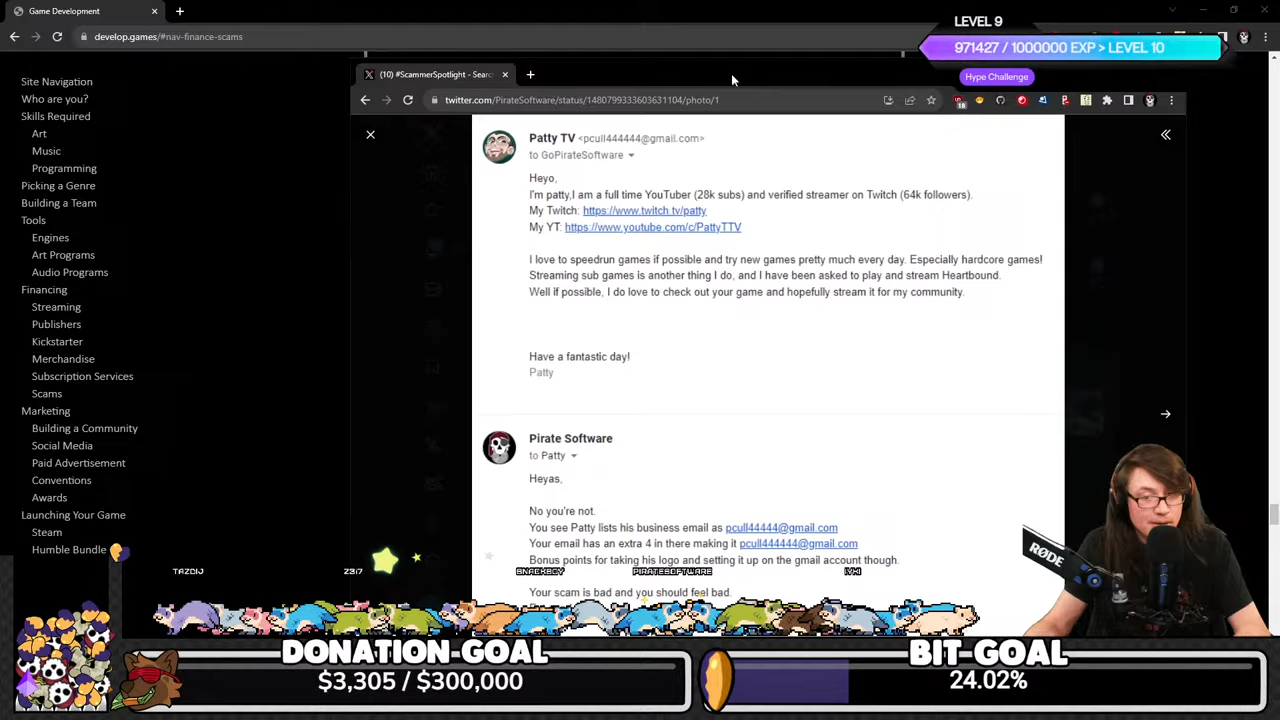 Game Development
develop.games/#nav-finance-scams
LEVEL 9
971427 / 1000000 EXP > LEVEL 10
Hype Challenge
(10) #ScammerSpotlight - Searc
twitter.com/PirateSoftware/status/1480799333603631104/photo/1
18
Site Navigation
Who are you?
Skills Required
Art
Music
Programming
Picking a Genre
Building a Team
Tools
Engines
Art Programs
Audio Programs
Financing
Streaming
Publishers
Kickstarter
Merchandise
Subscription Services
Scams
Marketing
Building a Community
Social Media
Paid Advertisement
Conventions
Awards
Launching Your Game
Steam
Humble Bundle
Patty TV <pcull444444@gmail.com>
to GoPirateSoftware
Heyo,
I'm patty,I am a full time YouTuber (28k subs) and verified streamer on Twitch (64k followers).
My Twitch: https://www.twitch.tv/patty
My YT: https://www.youtube.com/c/PattyTTV
I love to speedrun games if possible and try new games pretty much every day. Especially hardcore games!
Streaming sub games is another thing I do, and I have been asked to play and stream Heartbound.
Well if possible, I do love to check out your game and hopefully stream it for my community.
Have a fantastic day!
Patty
Pirate Software
to Patty
Heyas,
No you're not.
You see Patty lists his business email as pcull44444@gmail.com
Your email has an extra 4 in there making it pcull444444@gmail.com
Bonus points for taking his logo and setting it up on the gmail account though.
Your scam is bad and you should feel bad.
RØDE
PIRATESOFTWARE
DONATION GOAL
$3,305 / $300,000
BIT GOAL
24.02%